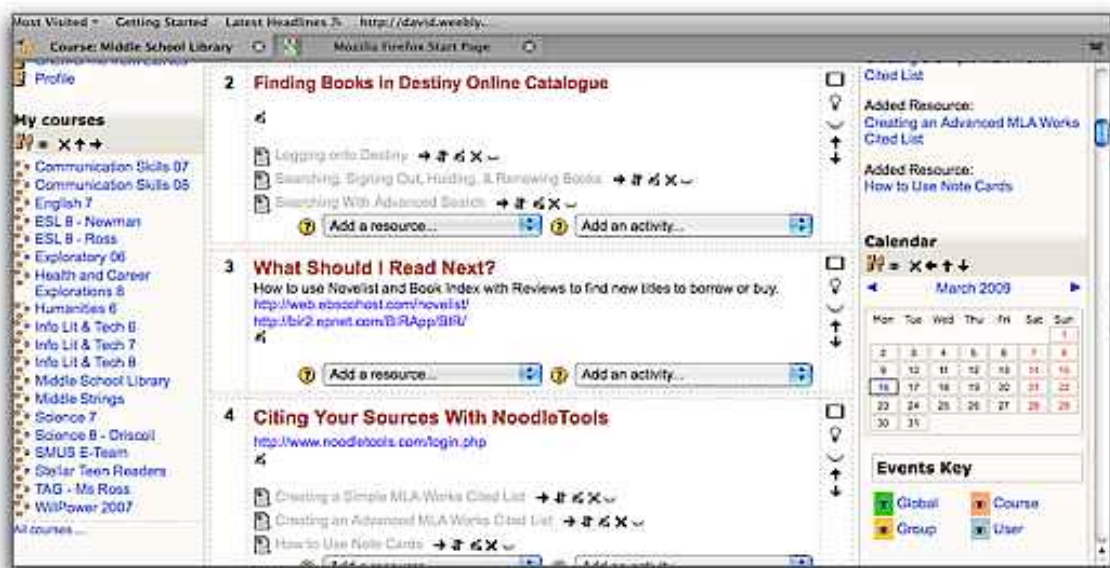 Most Visited Getting Started Latest Headlines http://david.weebly...
Course: Middle School Library Mozilla Firefox Start Page
Profile
My courses
Communication Skills 07
Communication Skills 08
English 7
ESL 8 - Newman
ESL 8 - Ross
Exploratory 06
Health and Career
Explorations 8
Humanities 6
Info Lit & Tech 6
Info Lit & Tech 7
Info Lit & Tech 8
Middle School Library
Middle Strings
Science 7
Science 8 - Driscoll
SMUS E-Team
Stellar Teen Readers
TAG - Ms Ross
WillPower 2007
All courses ...
2 Finding Books in Destiny Online Catalogue
Logging onto Destiny
Searching, Signing Out, Holding, & Renewing Books
Searching With Advanced Search
Add a resource... Add an activity...
3 What Should I Read Next?
How to use Novelist and Book Index with Reviews to find new titles to borrow or buy.
http://web.ebscohost.com/novelist/
http://bir2.epnet.com/BIRApp/BIR/
Add a resource... Add an activity...
4 Citing Your Sources With NoodleTools
http://www.noodletools.com/login.php
Creating a Simple MLA Works Cited List
Creating an Advanced MLA Works Cited List
How to Use Note Cards
Add a resource... Add an activity...
Cited List
Added Resource:
Creating an Advanced MLA Works
Cited List
Added Resource:
How to Use Note Cards
Calendar
March 2009
Mon Tue Wed Thu Fri Sat Sun
1
2 3 4 5 6 7 8
9 10 11 12 13 14 15
16 17 18 19 20 21 22
23 24 25 26 27 28 29
30 31
Events Key
Global Course
Group User